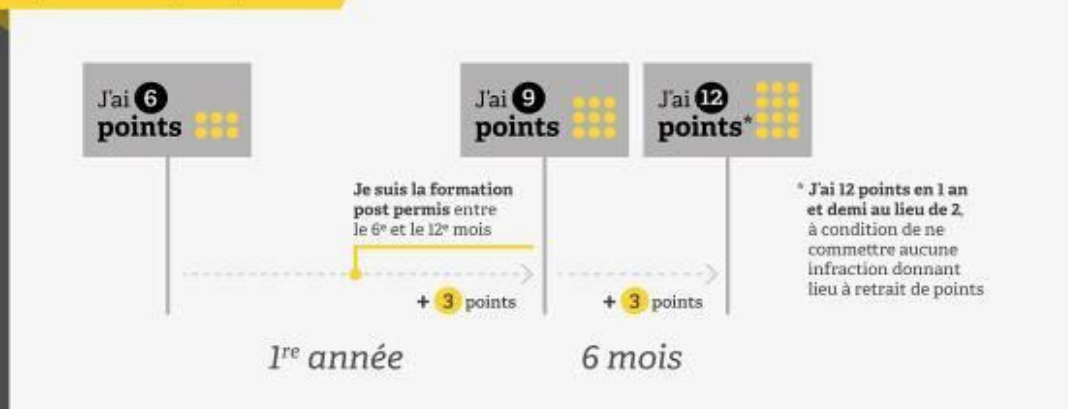 J'ai 6
points
J'ai 9
points
J'ai 12
points*
Je suis la formation
post permis entre
le 6e et le 12e mois
* J'ai 12 points en 1 an
et demi au lieu de 2,
à condition de ne
commettre aucune
infraction donnant
lieu à retrait de points
+ 3 points
+ 3 points
1re année
6 mois